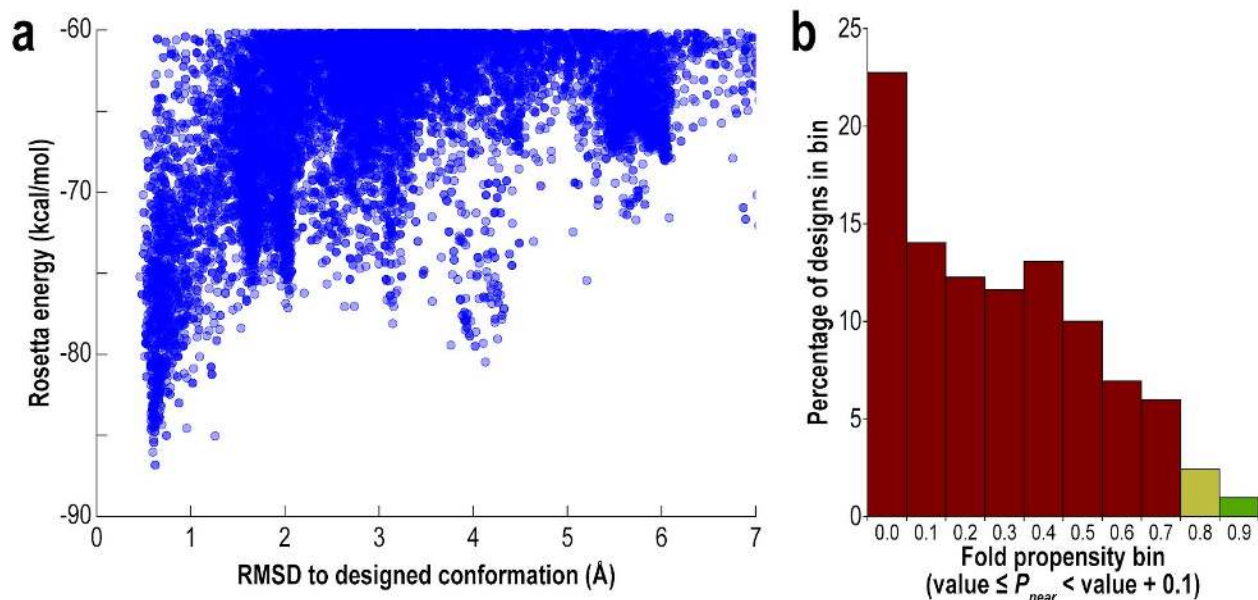 a
-60
-70
-80
-90
Rosetta energy (kcal/mol)
0 1 2 3 4 5 6 7
RMSD to designed conformation (Å)
b
25
20
15
10
5
0
Percentage of designs in bin
0.0 0.1 0.2 0.3 0.4 0.5 0.6 0.7 0.8 0.9
Fold propensity bin
(value ≤ Pnear < value + 0.1)